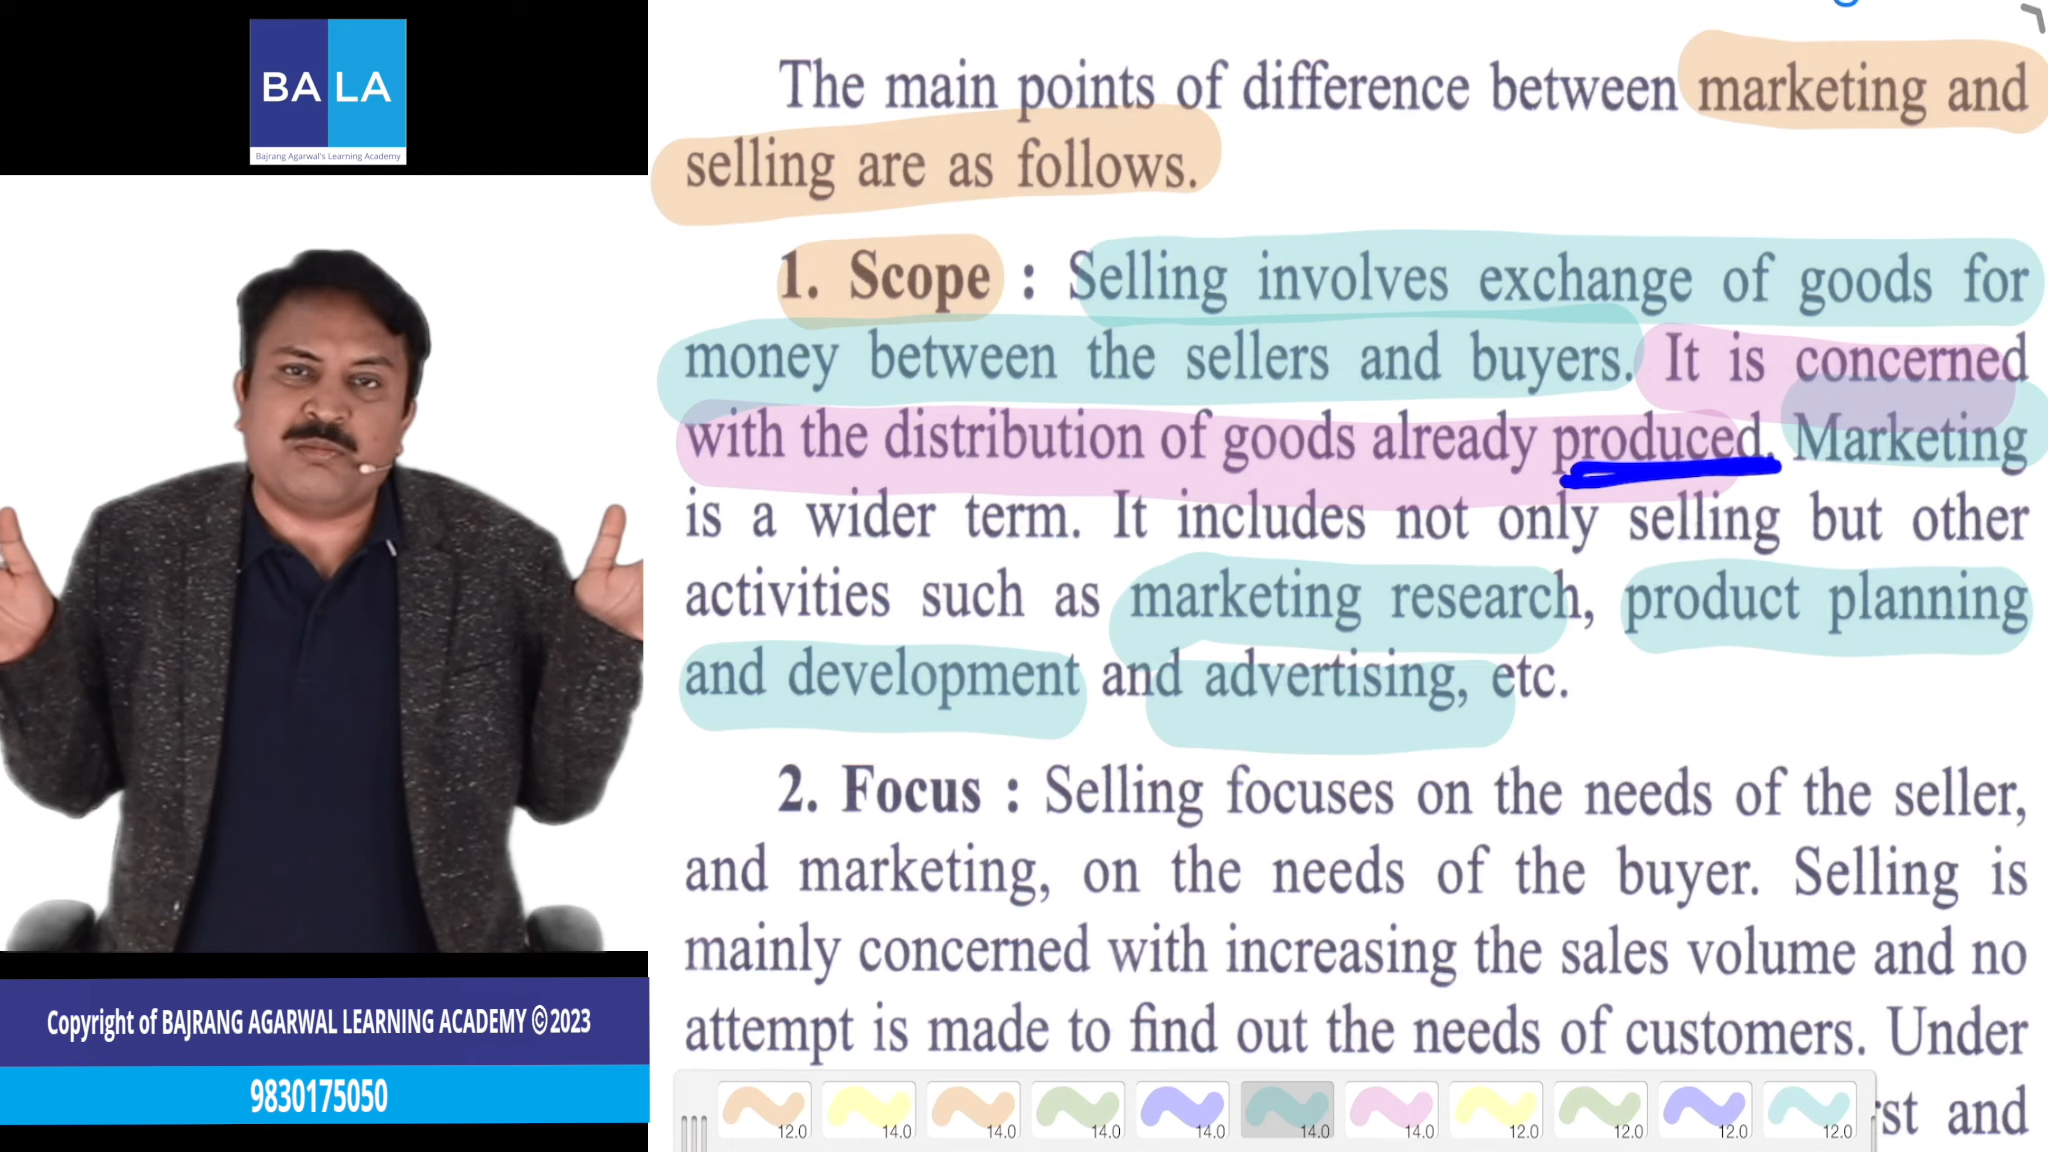 BALA
Bajrang Agarwal's Learning Academy
The main points of difference between marketing and
selling are as follows.
1. Scope : Selling involves exchange of goods for
money between the sellers and buyers. It is concerned
with the distribution of goods already produced. Marketing
is a wider term. It includes not only selling but other
activities such as marketing research, product planning
and development and advertising, etc.
2. Focus : Selling focuses on the needs of the seller,
and marketing, on the needs of the buyer. Selling is
mainly concerned with increasing the sales volume and no
attempt is made to find out the needs of customers. Under
and
12.0 14.0 14.0 14.0 14.0 14.0 14.0 12.0 12.0 12.0 12.0
Copyright of BAJRANG AGARWAL LEARNING ACADEMY ©2023
9830175050